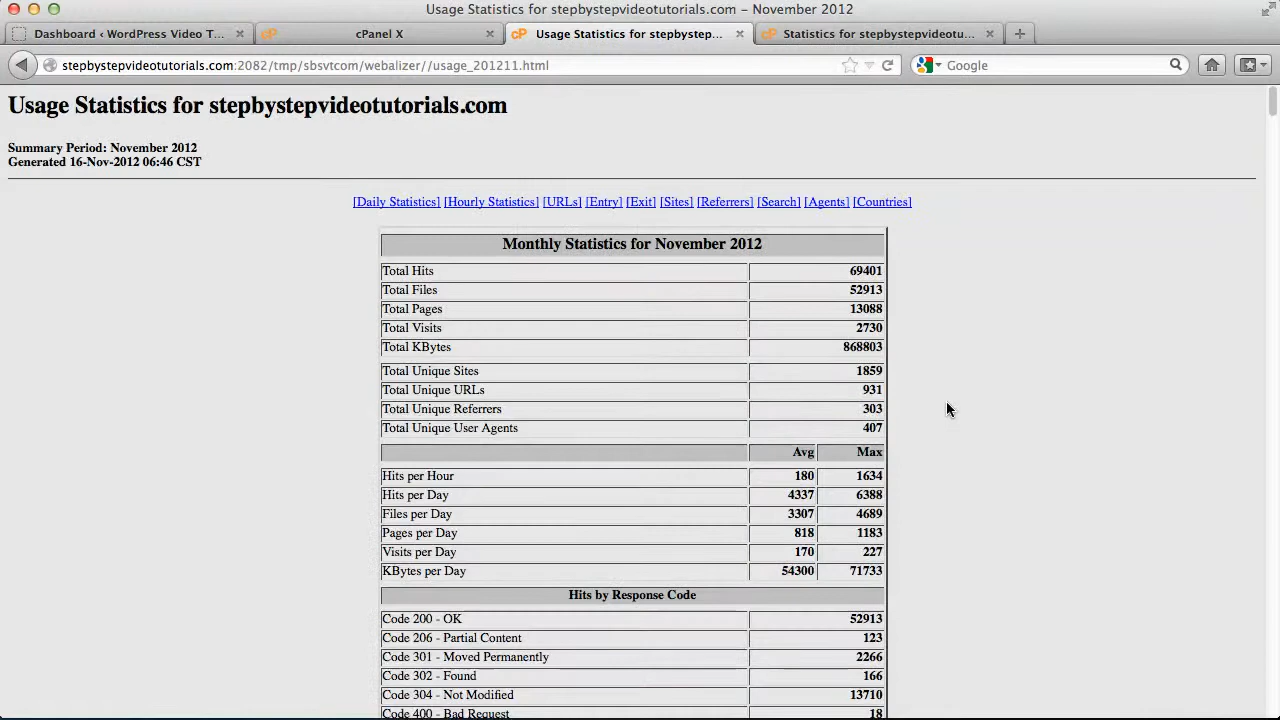 Usage Statistics for stepbystepvideotutorials.com – November 2012
Dashboard ‹ WordPress Video T...
cP cPanel X
cP Usage Statistics for stepbystep...
cP Statistics for stepbystepvideotu...
stepbystepvideotutorials.com:2082/tmp/sbsvtcom/webalizer//usage_201211.html
Google
Usage Statistics for stepbystepvideotutorials.com
Summary Period: November 2012
Generated 16-Nov-2012 06:46 CST
[Daily Statistics] [Hourly Statistics] [URLs] [Entry] [Exit] [Sites] [Referrers] [Search] [Agents] [Countries]
Monthly Statistics for November 2012
Total Hits 69401
Total Files 52913
Total Pages 13088
Total Visits 2730
Total KBytes 868803
Total Unique Sites 1859
Total Unique URLs 931
Total Unique Referrers 303
Total Unique User Agents 407
Avg Max
Hits per Hour 180 1634
Hits per Day 4337 6388
Files per Day 3307 4689
Pages per Day 818 1183
Visits per Day 170 227
KBytes per Day 54300 71733
Hits by Response Code
Code 200 - OK 52913
Code 206 - Partial Content 123
Code 301 - Moved Permanently 2266
Code 302 - Found 166
Code 304 - Not Modified 13710
Code 400 - Bad Request 18